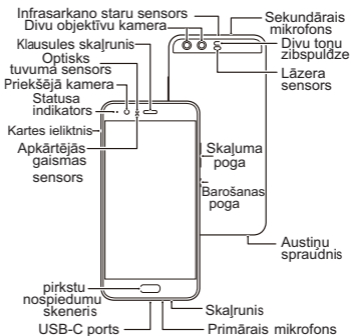 Infrasarkano staru sensors
Divu objektīvu kamera
Klausules skaļrunis
Optisks
tuvuma sensors
Priekšējā kamera
Statusa
indikators
Kartes ieliktnis
Apkārtējās
gaismas
sensors
Sekundārais
mikrofons
Divu toņu
zibspuldze
Lāzera
sensors
Skaļuma
poga
Barošanas
poga
Austiņu
spraudnis
pirkstu
nospiedumu
skeneris
USB-C ports
Skaļrunis
Primārais mikrofons